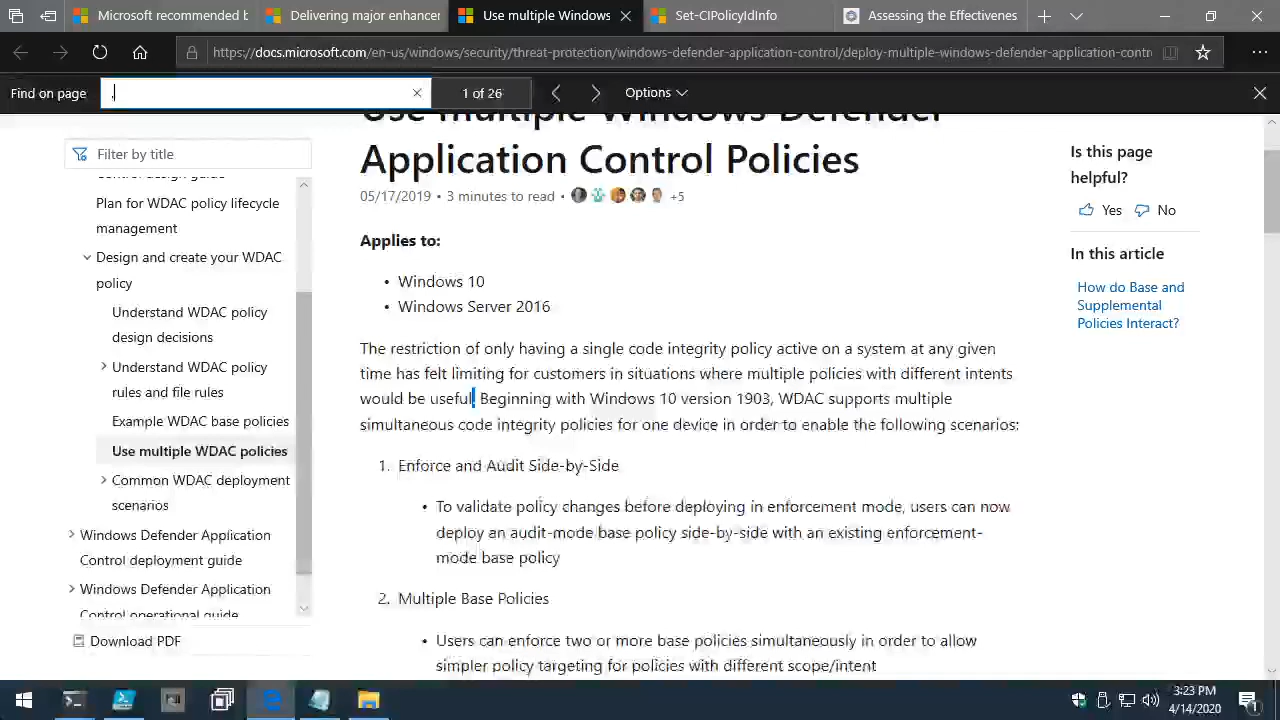 Microsoft recommended b
Delivering major enhancer
Use multiple Windows
Set-CIPolicyIdInfo
Assessing the Effectivenes
https://docs.microsoft.com/en-us/windows/security/threat-protection/windows-defender-application-control/deploy-multiple-windows-defender-application-contr
Find on page
.
1 of 26
Options
Filter by title
Control design guide
Plan for WDAC policy lifecycle
management
Design and create your WDAC
policy
Understand WDAC policy
design decisions
Understand WDAC policy
rules and file rules
Example WDAC base policies
Use multiple WDAC policies
Common WDAC deployment
scenarios
Windows Defender Application
Control deployment guide
Windows Defender Application
Control operational guide
Download PDF
Use multiple Windows Defender
Application Control Policies
05/17/2019 • 3 minutes to read •
+5
Applies to:
• Windows 10
• Windows Server 2016
The restriction of only having a single code integrity policy active on a system at any given
time has felt limiting for customers in situations where multiple policies with different intents
would be useful. Beginning with Windows 10 version 1903, WDAC supports multiple
simultaneous code integrity policies for one device in order to enable the following scenarios:
1. Enforce and Audit Side-by-Side
• To validate policy changes before deploying in enforcement mode, users can now
deploy an audit-mode base policy side-by-side with an existing enforcement-
mode base policy
2. Multiple Base Policies
• Users can enforce two or more base policies simultaneously in order to allow
simpler policy targeting for policies with different scope/intent
Is this page
helpful?
Yes
No
In this article
How do Base and
Supplemental
Policies Interact?
3:23 PM
4/14/2020
1